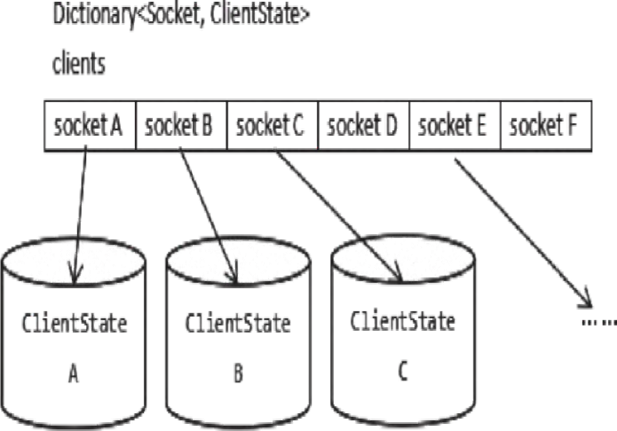 Dictionary<Socket, ClientState>
clients
socket A socket B socket C socket D socket E socket F
ClientState ClientState ClientState ……
A B C